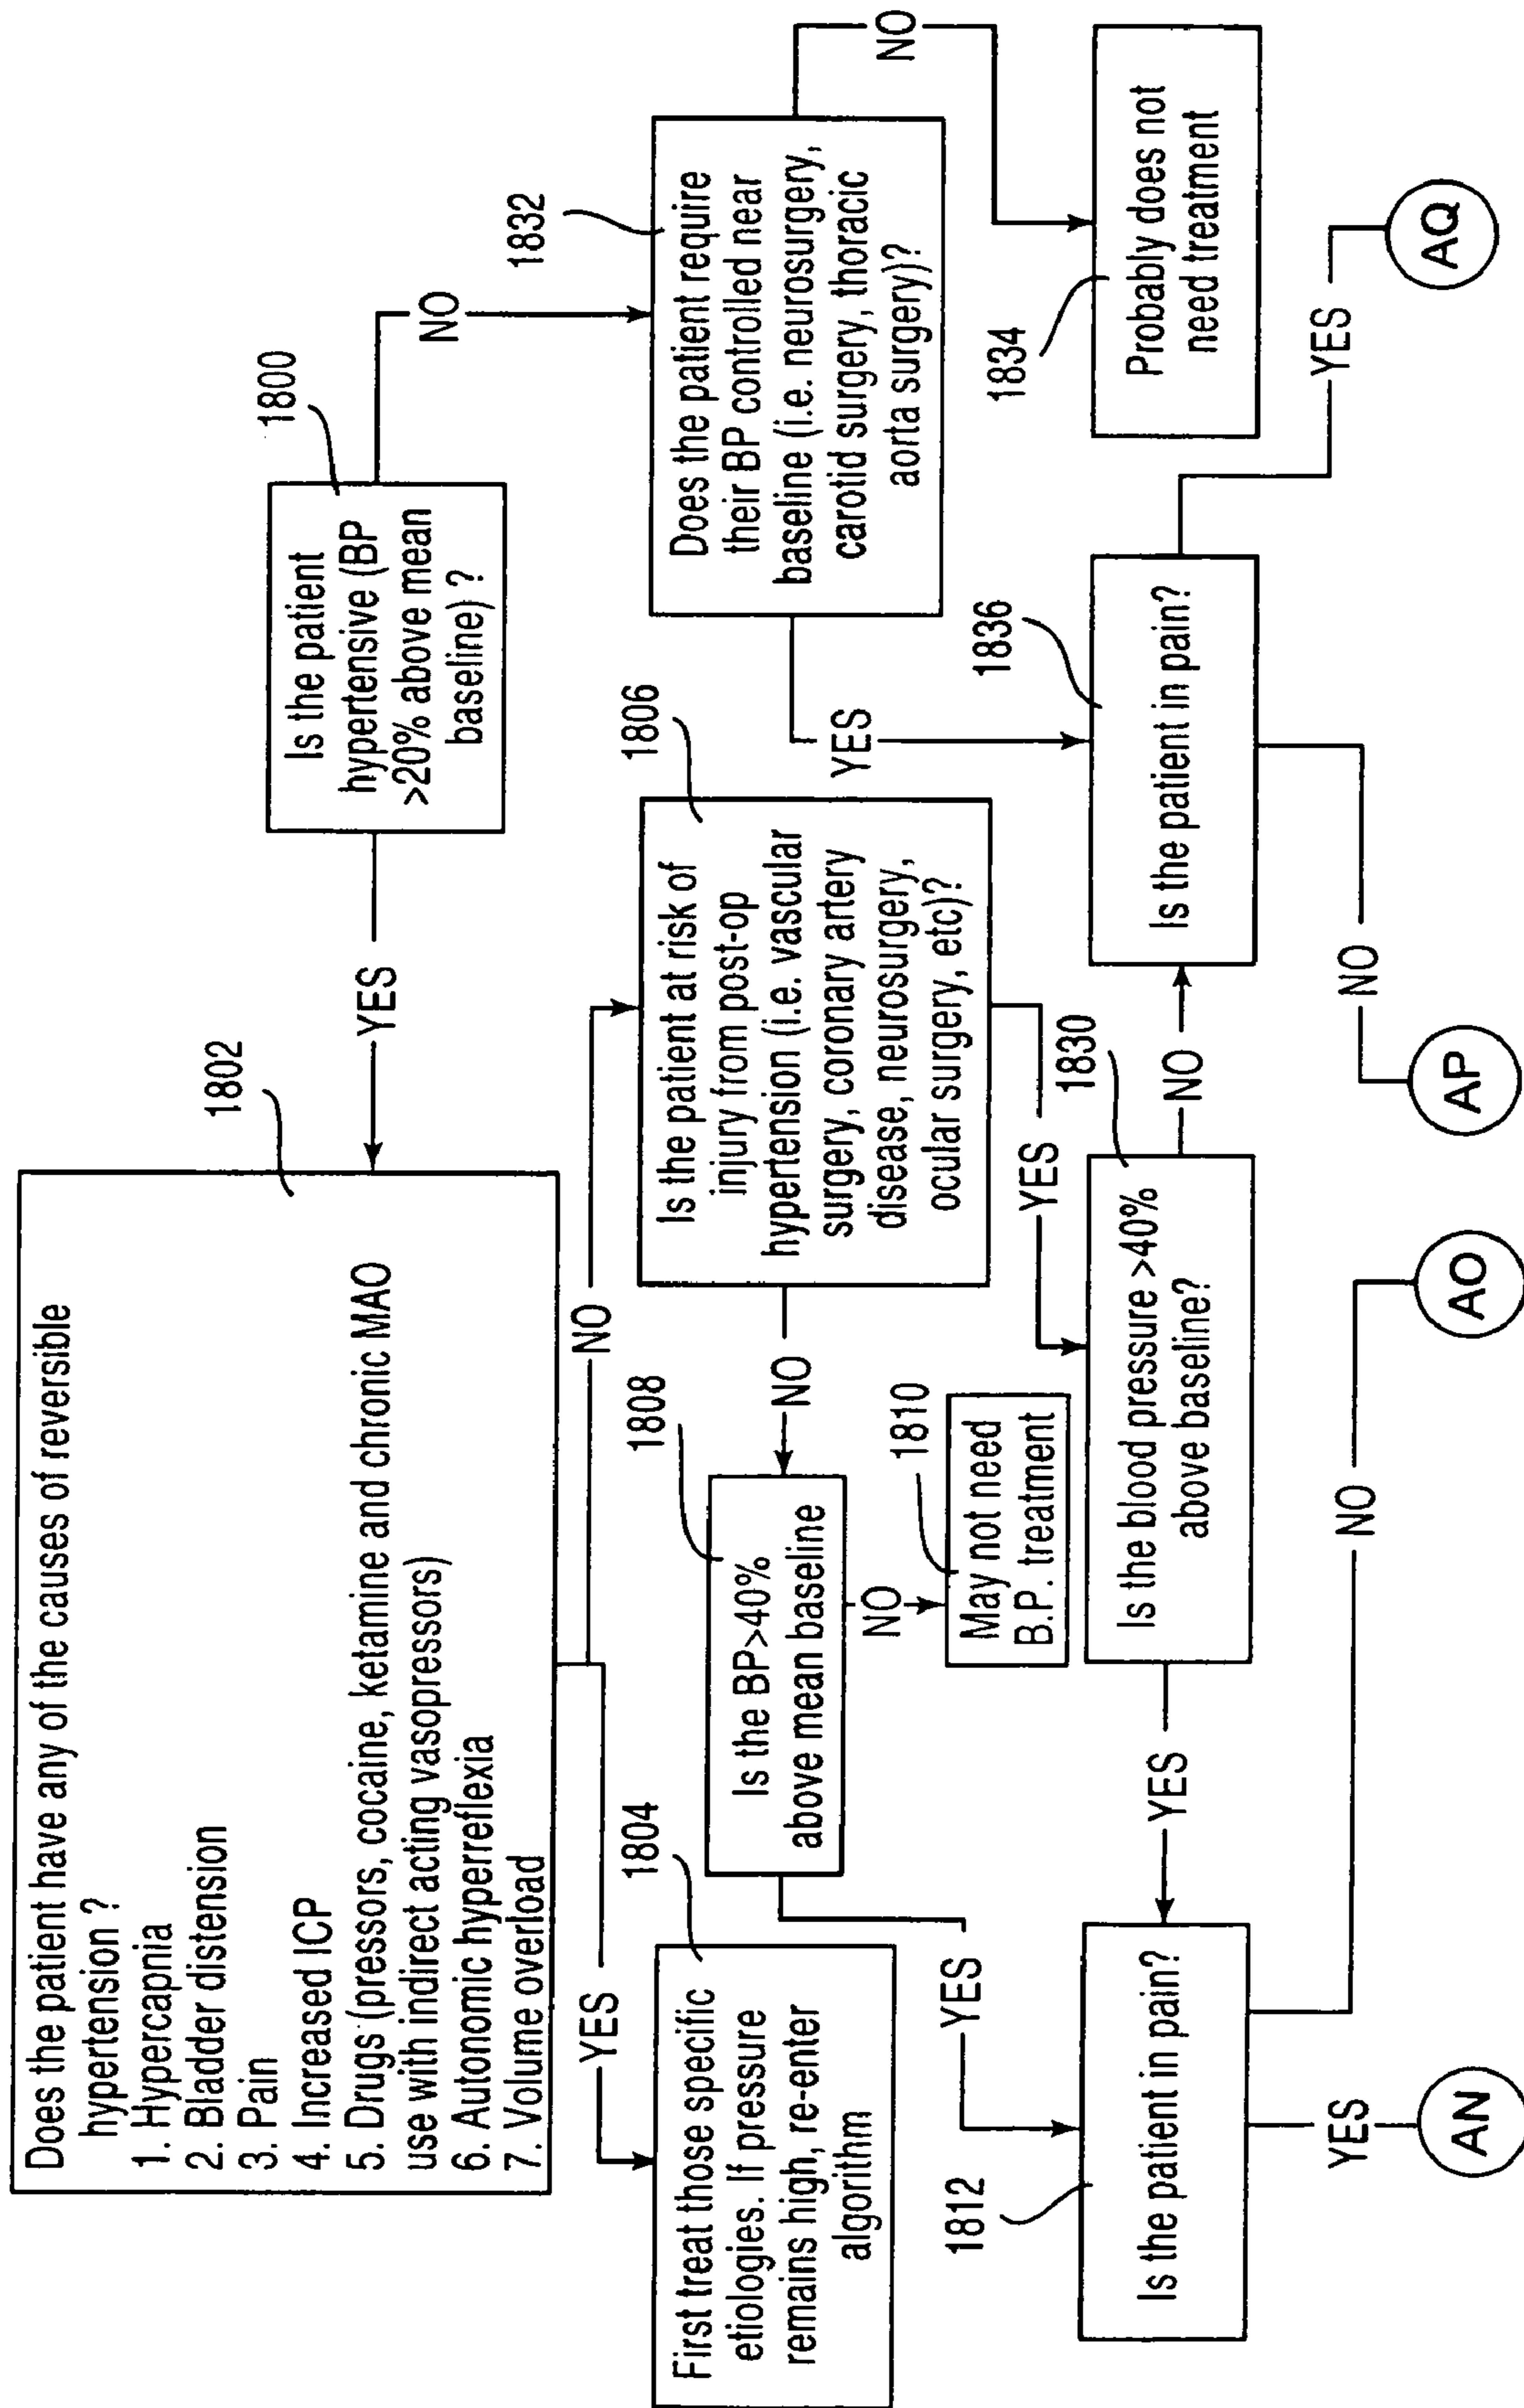 1800
Is the patient
hypertensive (BP
>20% above mean
baseline) ?
YES
NO
1802
Does the patient have any of the causes of reversible
hypertension ?
1. Hypercapnia
2. Bladder distension
3. Pain
4. Increased ICP
5. Drugs (pressors, cocaine, ketamine and chronic MAO
use with indirect acting vasopressors)
6. Autonomic hyperreflexia
7. Volume overload
YES
NO
1804
First treat those specific
etiologies. If pressure
remains high, re-enter
algorithm
1806
Is the patient at risk of
injury from post-op
hypertension (i.e. vascular
surgery, coronary artery
disease, neurosurgery,
ocular surgery, etc)?
NO
YES
1832
Does the patient require
their BP controlled near
baseline (i.e. neurosurgery,
carotid surgery, thoracic
aorta surgery)?
YES
NO
1808
Is the BP>40%
above mean baseline
YES
NO
1810
May not need
B.P. treatment
1812
Is the patient in pain?
YES
NO
1830
Is the blood pressure >40%
above baseline?
YES
NO
1836
Is the patient in pain?
NO
YES
1834
Probably does not
need treatment
AN
AO
AP
AQ